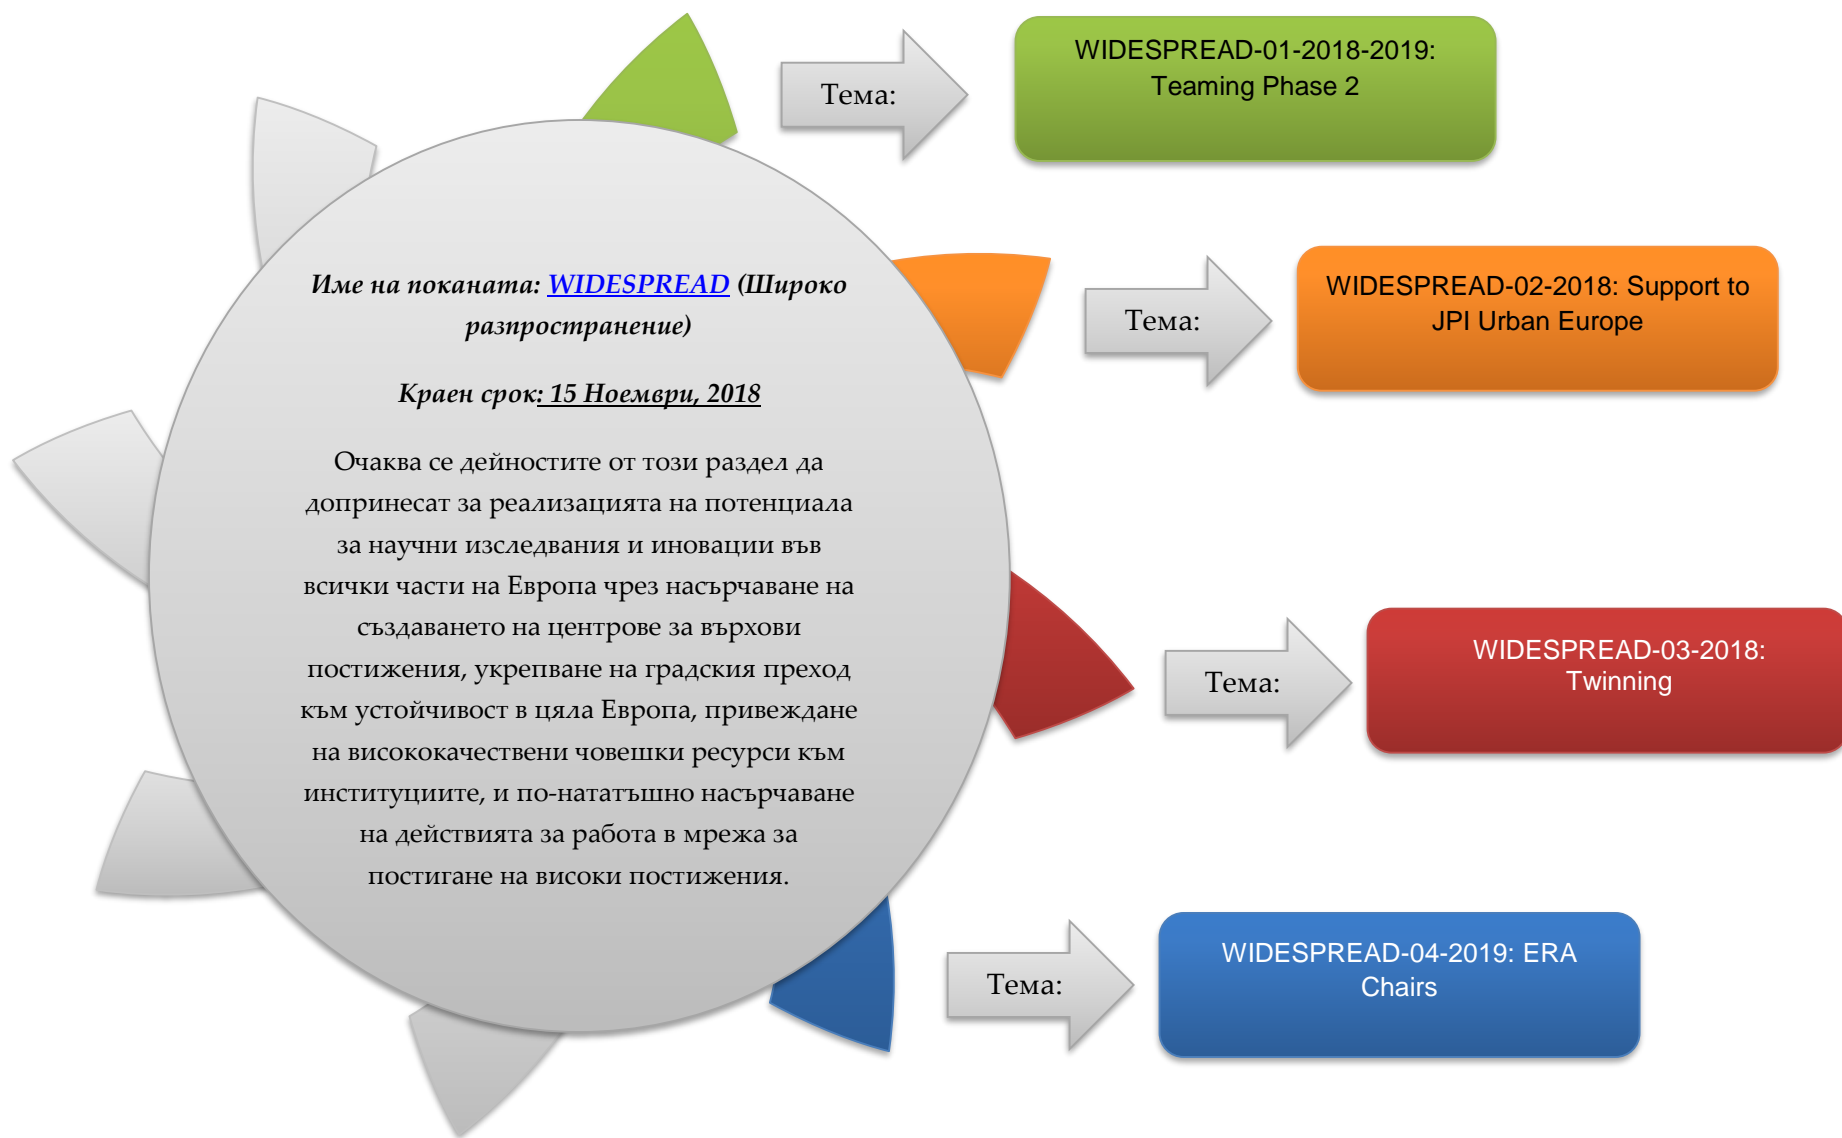 Име на поканата: WIDESPREAD (Широко
разпространение)
Краен срок: 15 Ноември, 2018
Очаква се дейностите от този раздел да
допринесат за реализацията на потенциала
за научни изследвания и иновации във
всички части на Европа чрез насърчаване на
създаването на центрове за върхови
постижения, укрепване на градския преход
към устойчивост в цяла Европа, привеждане
на висококачествени човешки ресурси към
институциите, и по-нататъшно насърчаване
на действията за работа в мрежа за
постигане на високи постижения.
Тема:
WIDESPREAD-01-2018-2019:
Teaming Phase 2
Тема:
WIDESPREAD-02-2018: Support to
JPI Urban Europe
Тема:
WIDESPREAD-03-2018:
Twinning
Тема:
WIDESPREAD-04-2019: ERA
Chairs